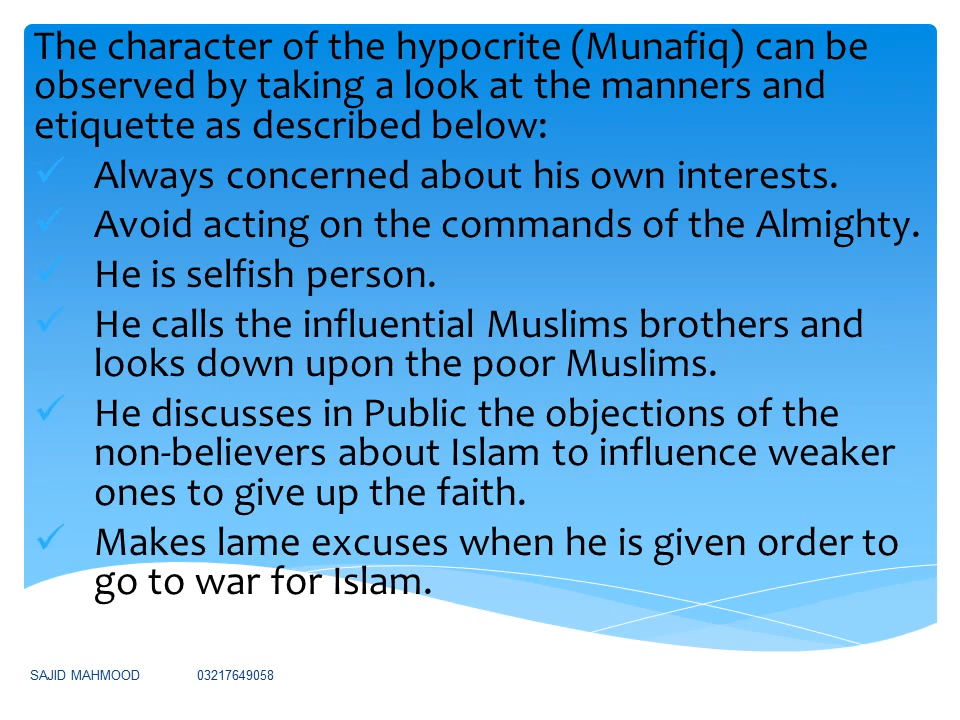 The character of the hypocrite (Munafiq) can be
observed by taking a look at the manners and
etiquette as described below:
✓ Always concerned about his own interests.
✓ Avoid acting on the commands of the Almighty.
✓ He is selfish person.
✓ He calls the influential Muslims brothers and
looks down upon the poor Muslims.
✓ He discusses in Public the objections of the
non-believers about Islam to influence weaker
ones to give up the faith.
✓ Makes lame excuses when he is given order to
go to war for Islam.
SAJID MAHMOOD 03217649058